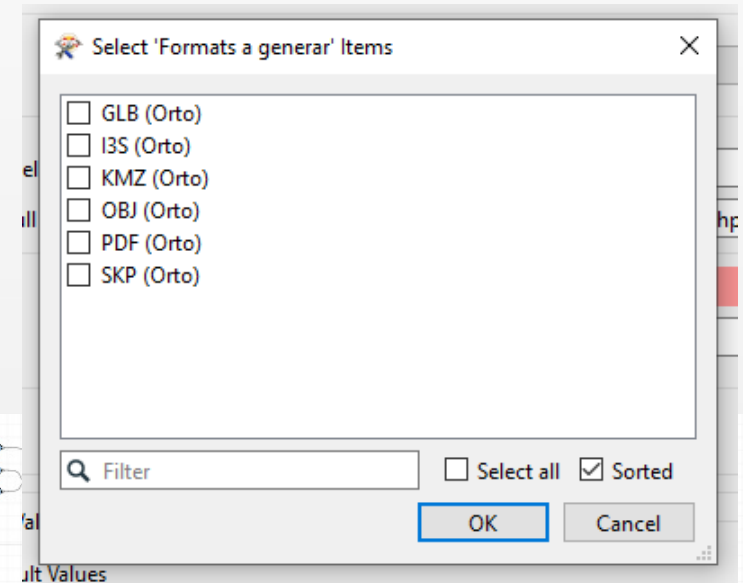 Select 'Formats a generar' Items
GLB (Orto)
I3S (Orto)
KMZ (Orto)
OBJ (Orto)
PDF (Orto)
SKP (Orto)
Filter
Select all
Sorted
OK
Cancel
ult Values